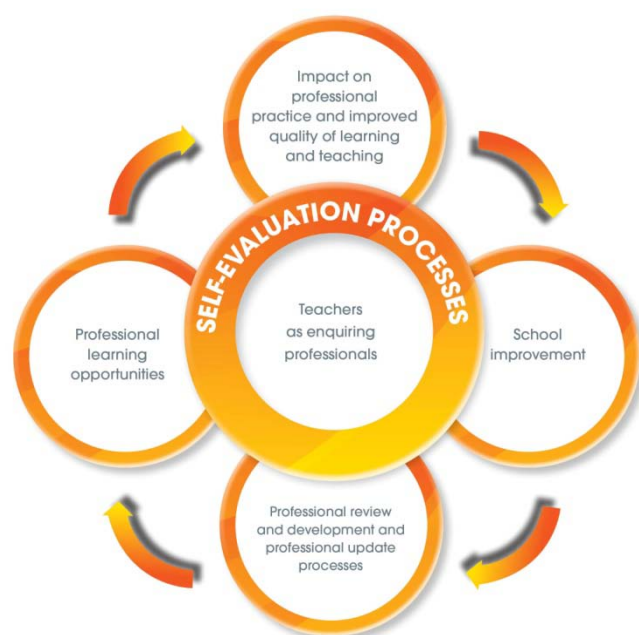 Impact on
professional
practice and improved
quality of learning
and teaching
SELF-EVALUATION PROCESSES
Teachers
as enquiring
professionals
Professional
learning
opportunities
School
improvement
Professional review
and development and
professional update
processes